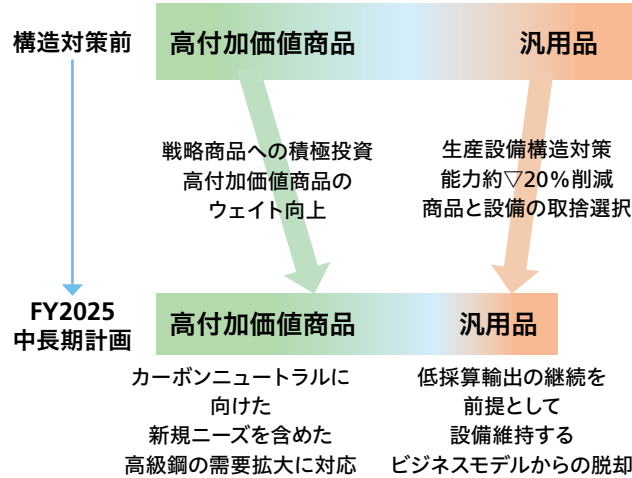 構造対策前
高付加価値商品
汎用品
戦略商品への積極投資
高付加価値商品の
ウェイト向上
生産設備構造対策
能力約▽20%削減
商品と設備の取捨選択
FY2025
中長期計画
高付加価値商品
汎用品
カーボンニュートラルに
向けた
新規ニーズを含めた
高級鋼の需要拡大に対応
低採算輸出の継続を
前提として
設備維持する
ビジネスモデルからの脱却